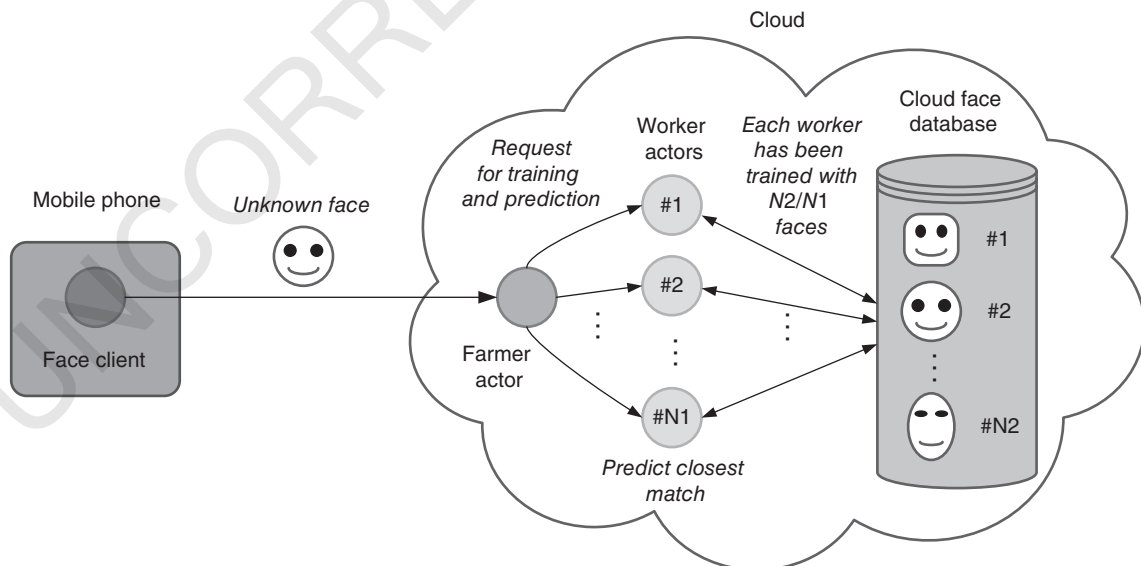 Cloud
Cloud face
database
Worker
actors
Each worker
has been
trained with
N2/N1
faces
Request
for training
and prediction
Mobile phone
Unknown face
#1
#1
#2
#2
Face client
Farmer
actor
#N1
#N2
Predict closest
match
UNCORRE